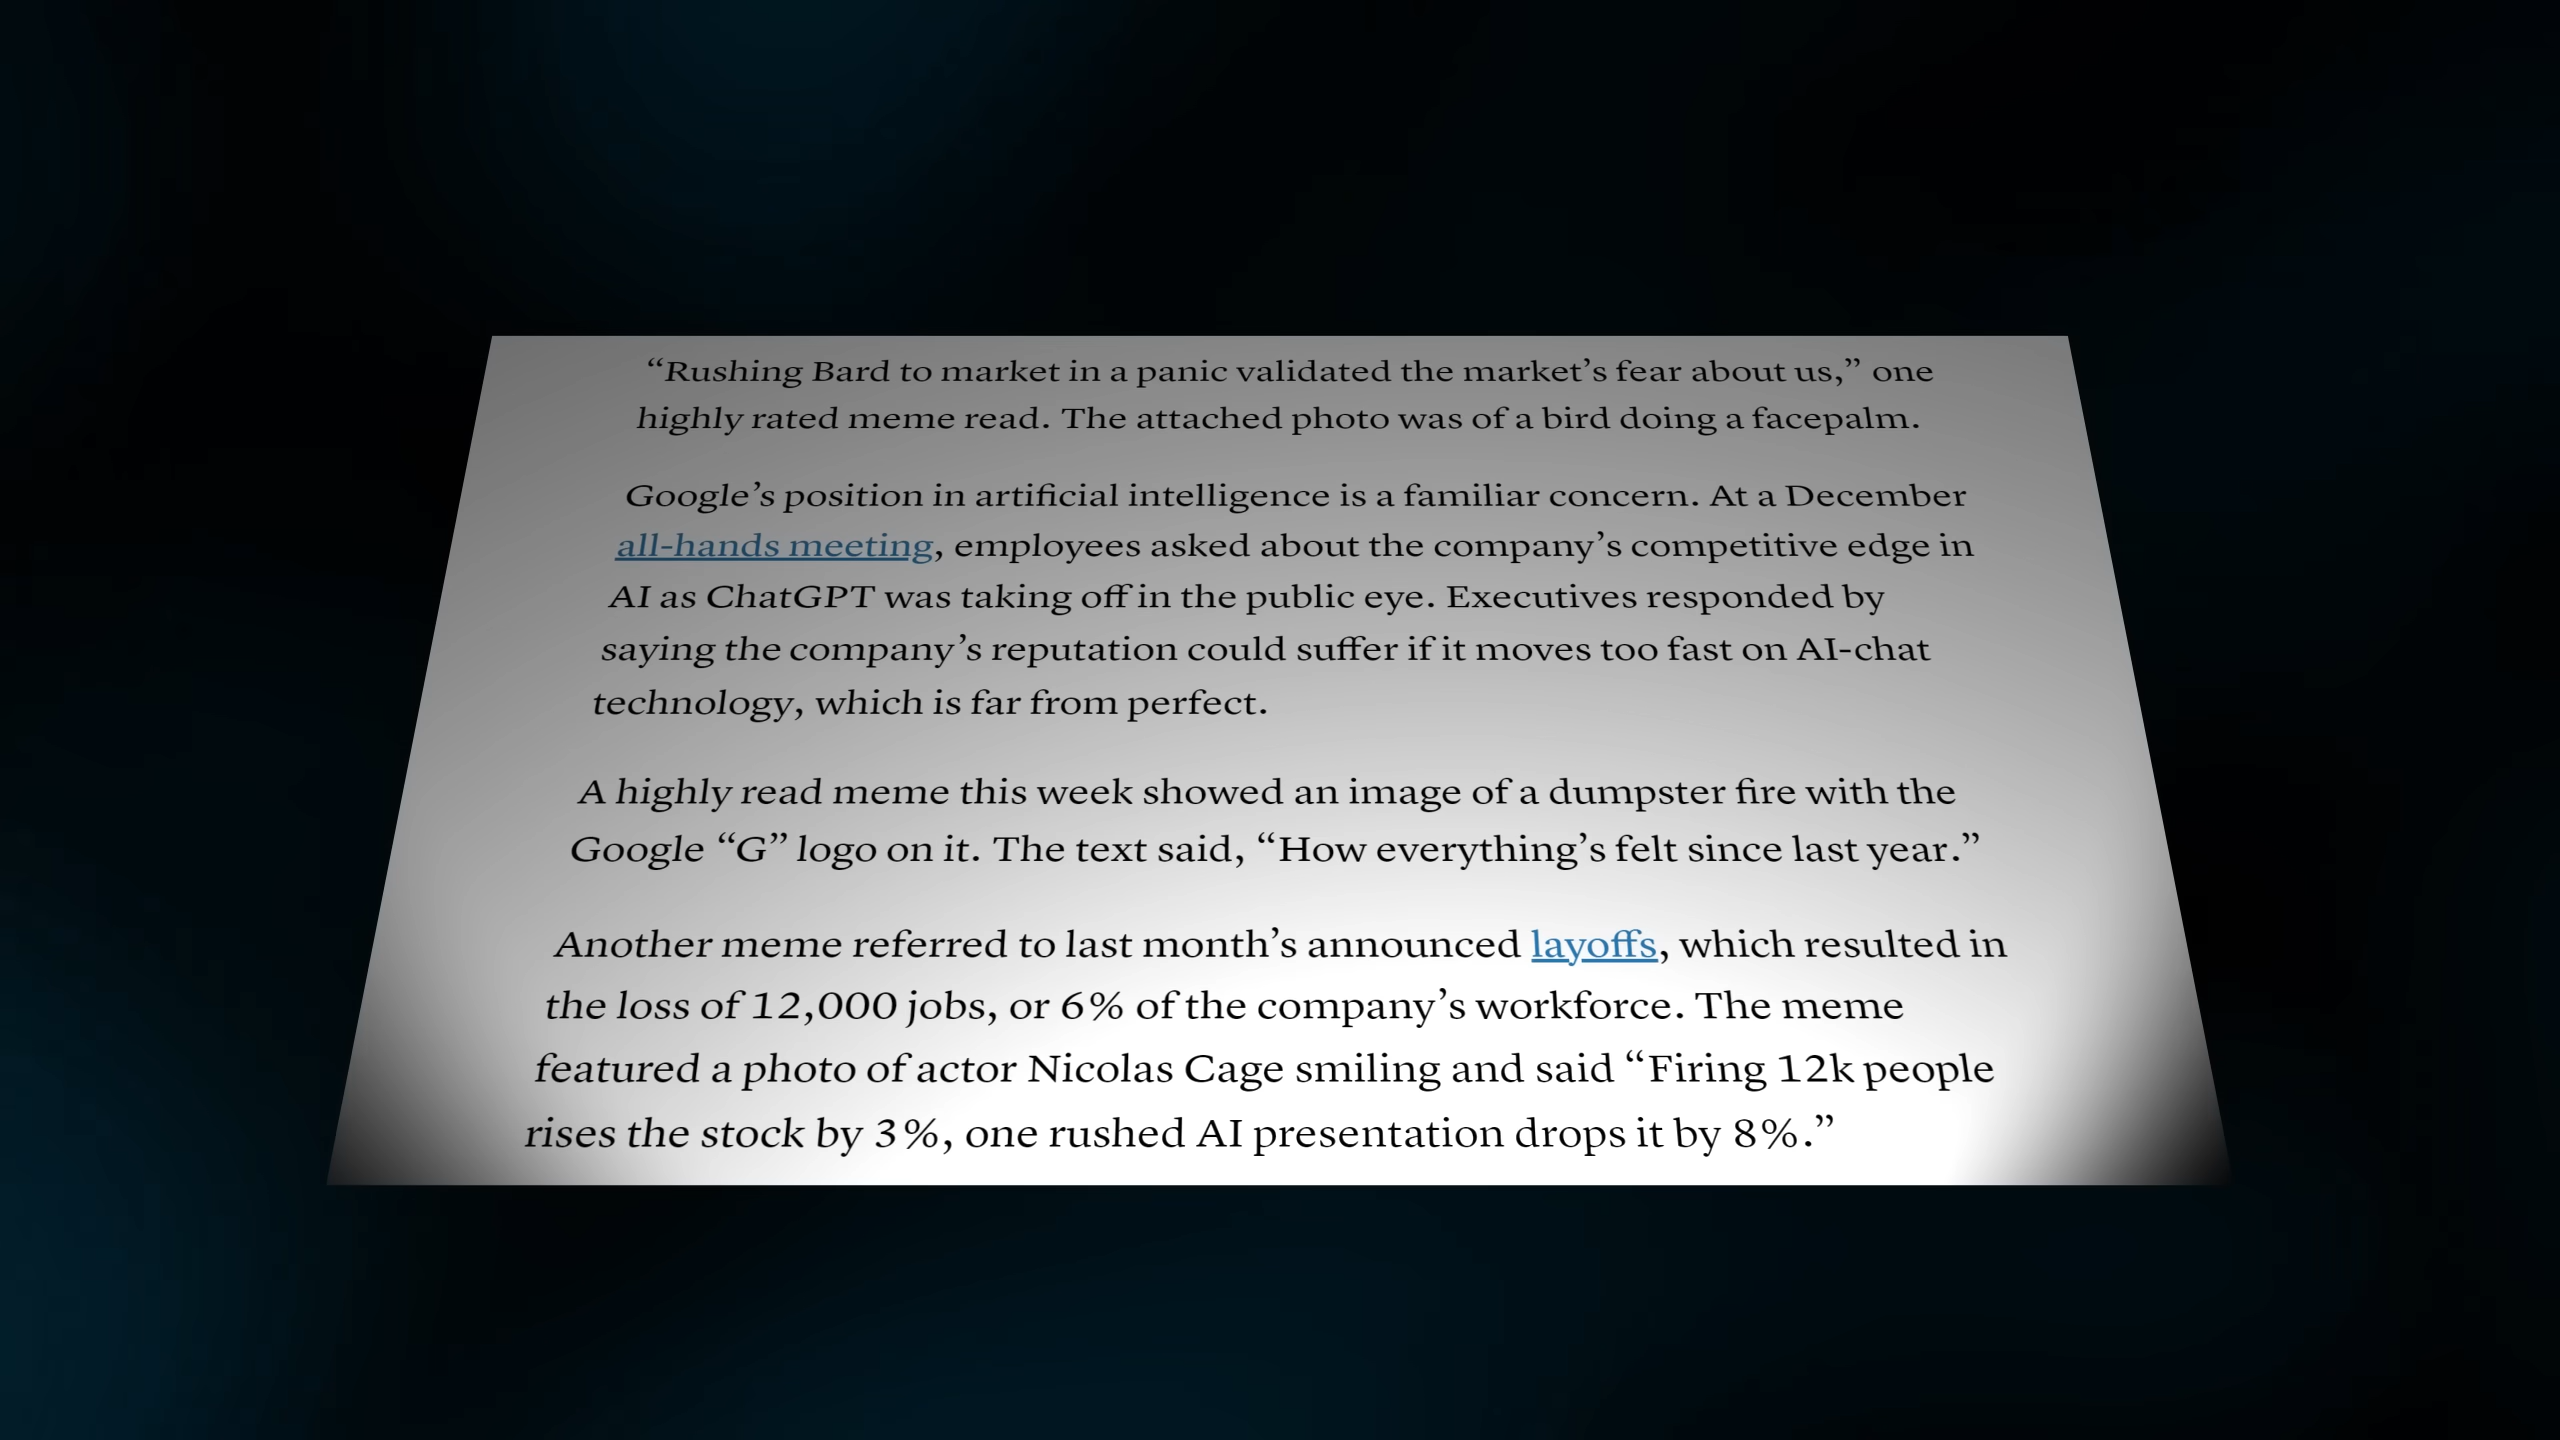 “Rushing Bard to market in a panic validated the market’s fear about us,” one
highly rated meme read. The attached photo was of a bird doing a facepalm.
Google’s position in artificial intelligence is a familiar concern. At a December
all-hands meeting, employees asked about the company’s competitive edge in
AI as ChatGPT was taking off in the public eye. Executives responded by
saying the company’s reputation could suffer if it moves too fast on AI-chat
technology, which is far from perfect.
A highly read meme this week showed an image of a dumpster fire with the
Google “G” logo on it. The text said, “How everything’s felt since last year.”
Another meme referred to last month’s announced layoffs, which resulted in
the loss of 12,000 jobs, or 6% of the company’s workforce. The meme
featured a photo of actor Nicolas Cage smiling and said “Firing 12k people
rises the stock by 3%, one rushed AI presentation drops it by 8%.”